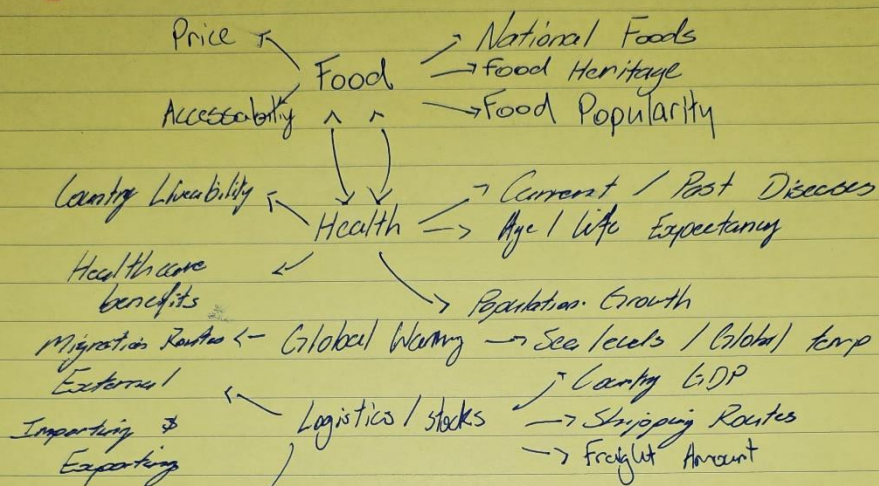 Price
National Foods
Food
Food Heritage
Accessability
Food Popularity
Country Liveability
Current / Past Diseases
Health
Age / Life Expectancy
Healthcare
benefits
Population Growth
Migration Routes
Global Warming
Sea levels / Global temp
External
Country GDP
Logistics / stocks
Importing $
Shipping Routes
Exporting
Freight Amount